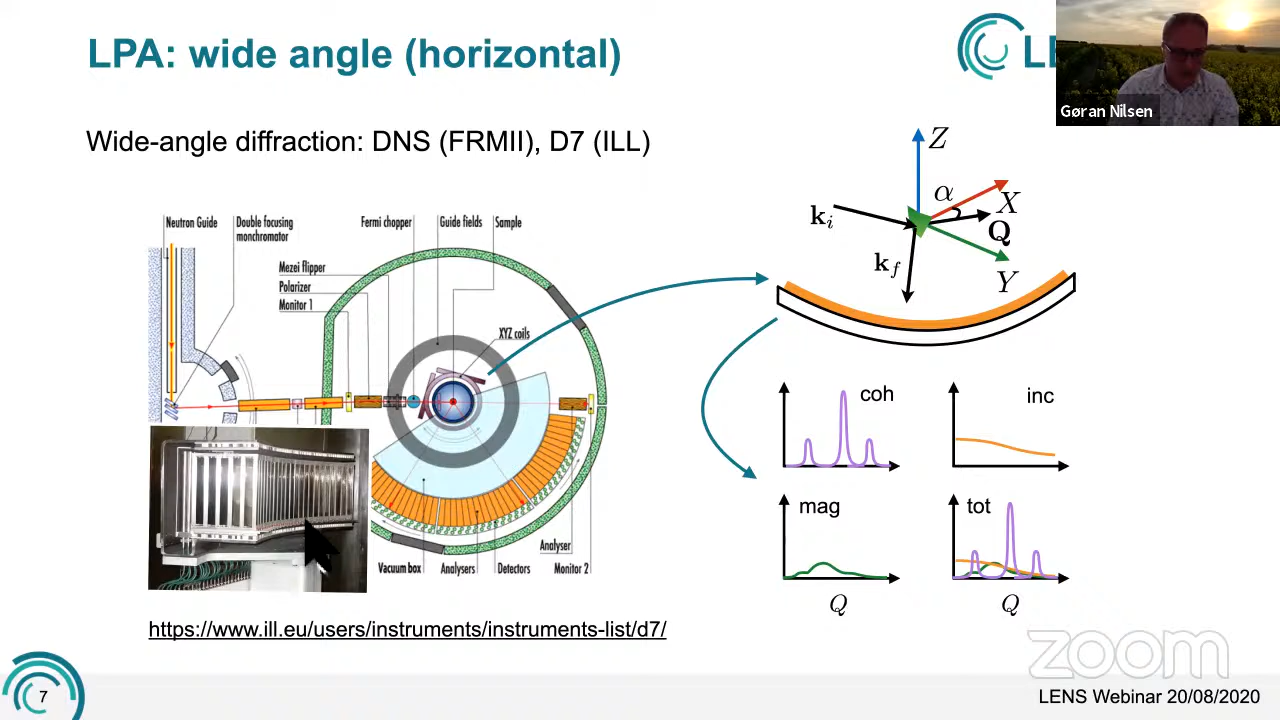 LPA: wide angle (horizontal)
LE
Gøran Nilsen
Wide-angle diffraction: DNS (FRMII), D7 (ILL)
Neutron Guide
Double focusing
monochromator
Fermi chopper
Guide fields
Sample
Mezei flipper
Polarizer
Monitor 1
XYZ coils
Vacuum box
Analysers
Detectors
Analyser
Monitor 2
Z
α
X
k_i
Q
k_f
Y
coh
inc
mag
tot
Q
Q
https://www.ill.eu/users/instruments/instruments-list/d7/
zoom
7
LENS Webinar 20/08/2020